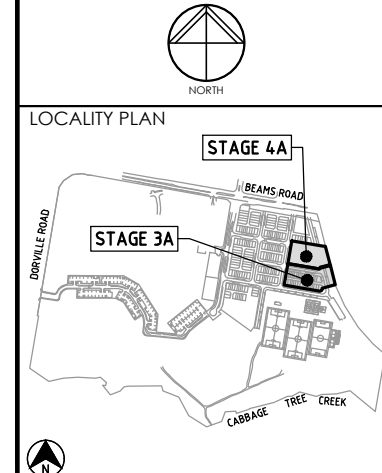 NORTH
LOCALITY PLAN
STAGE 4A
BEAMS ROAD
STAGE 3A
DORVILLE ROAD
CABBAGE TREE CREEK
N